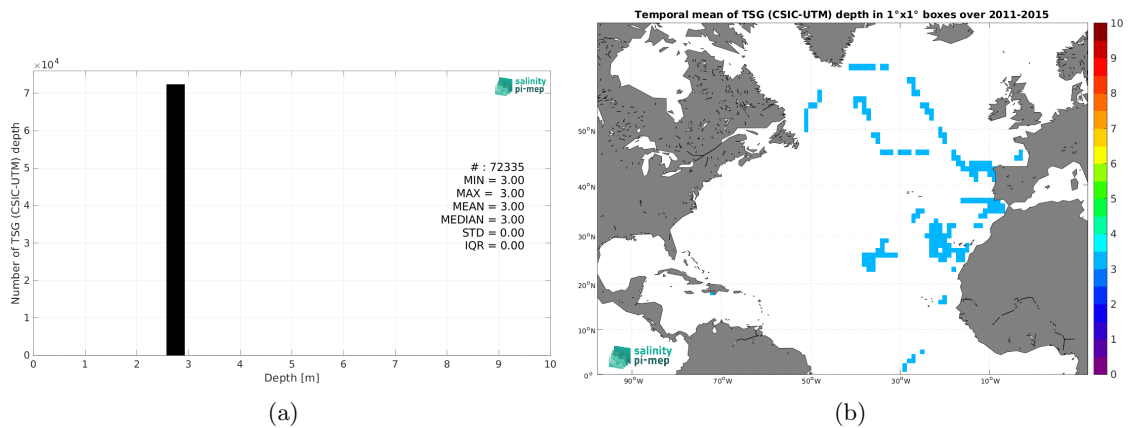 ×10⁴
7
6
5
4
3
2
1
0
Number of TSG (CSIC-UTM) depth
salinity
pi-mep
# : 72335
MIN = 3.00
MAX = 3.00
MEAN = 3.00
MEDIAN = 3.00
STD = 0.00
IQR = 0.00
0 1 2 3 4 5 6 7 8 9 10
Depth [m]
(a)
Temporal mean of TSG (CSIC-UTM) depth in 1°x1° boxes over 2011-2015
50°N
40°N
30°N
20°N
10°N
0°
90°W 70°W 50°W 30°W 10°W
salinity
pi-mep
10
9
8
7
6
5
4
3
2
1
0
(b)